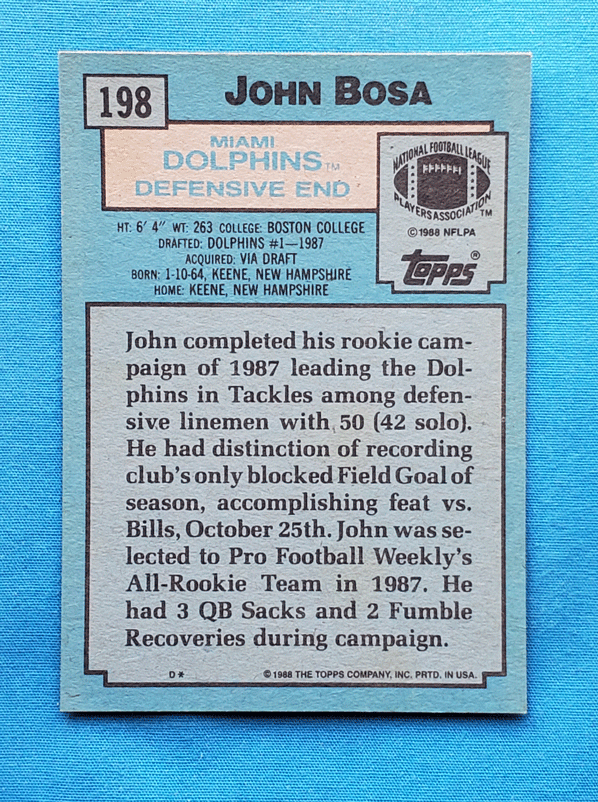 198
JOHN BOSA
MIAMI
DOLPHINS™
DEFENSIVE END
NATIONAL FOOTBALL LEAGUE
PLAYERS ASSOCIATION™
©1988 NFLPA
TOPPS®
HT: 6' 4" WT: 263 COLLEGE: BOSTON COLLEGE
DRAFTED: DOLPHINS #1—1987
ACQUIRED: VIA DRAFT
BORN: 1-10-64, KEENE, NEW HAMPSHIRE
HOME: KEENE, NEW HAMPSHIRE
John completed his rookie cam-
paign of 1987 leading the Dol-
phins in Tackles among defen-
sive linemen with 50 (42 solo).
He had distinction of recording
club's only blocked Field Goal of
season, accomplishing feat vs.
Bills, October 25th. John was se-
lected to Pro Football Weekly's
All-Rookie Team in 1987. He
had 3 QB Sacks and 2 Fumble
Recoveries during campaign.
D* ©1988 THE TOPPS COMPANY, INC. PRTD. IN USA.